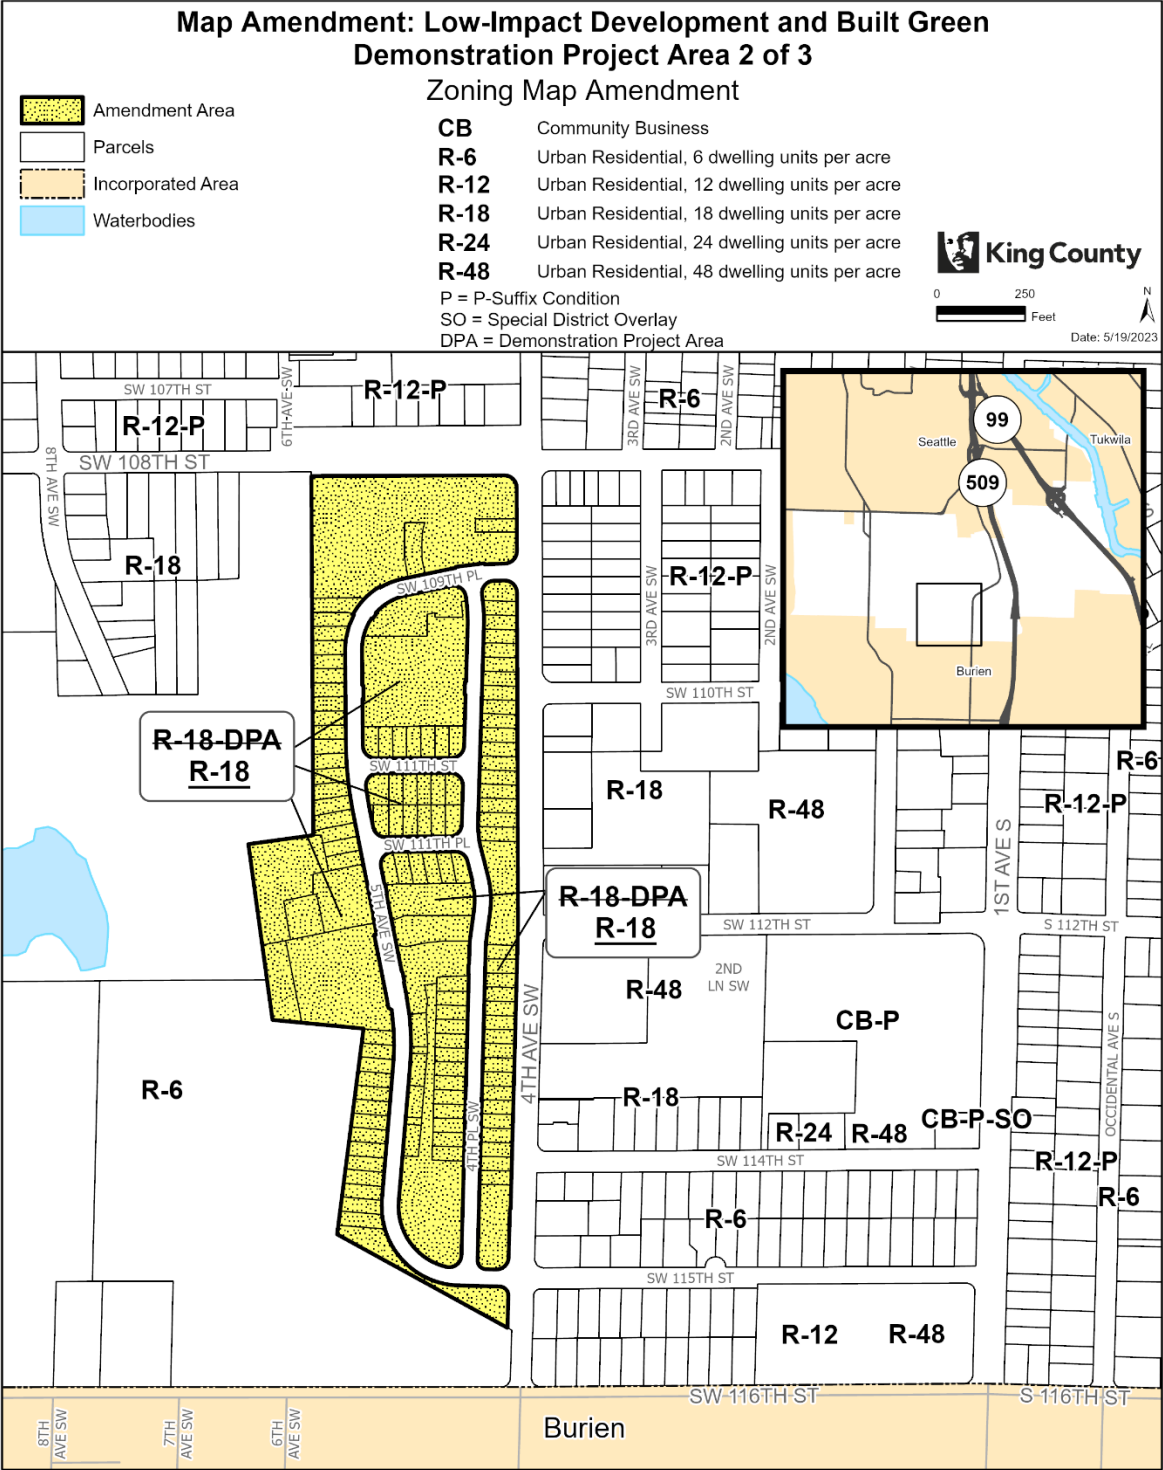 Map Amendment: Low-Impact Development and Built Green
Demonstration Project Area 2 of 3
Zoning Map Amendment
Amendment Area
Parcels
Incorporated Area
Waterbodies
CB Community Business
R-6 Urban Residential, 6 dwelling units per acre
R-12 Urban Residential, 12 dwelling units per acre
R-18 Urban Residential, 18 dwelling units per acre
R-24 Urban Residential, 24 dwelling units per acre
R-48 Urban Residential, 48 dwelling units per acre
P = P-Suffix Condition
SO = Special District Overlay
DPA = Demonstration Project Area
King County
0 250
Feet
N
Date: 5/19/2023
SW 107TH ST
6TH AVE SW
R-12-P
R-12-P
3RD AVE SW
R-6
2ND AVE SW
8TH AVE SW
SW 108TH ST
99
Seattle
Tukwila
509
Burien
R-18
SW 109TH PL
3RD AVE SW
R-12-P
2ND AVE SW
SW 110TH ST
R-18-DPA
R-18
SW 111TH ST
SW 111TH PL
R-18
R-48
R-6
R-12-P
1ST AVE S
5TH AVE SW
R-18-DPA
R-18
SW 112TH ST
S 112TH ST
R-48
2ND
LN SW
CB-P
4TH AVE SW
OCCIDENTAL AVE S
R-6
R-18
4TH PL SW
R-24
R-48
CB-P-SO
SW 114TH ST
R-12-P
R-6
R-6
SW 115TH ST
R-12
R-48
SW 116TH ST
S 116TH ST
8TH
AVE SW
7TH
AVE SW
6TH
AVE SW
Burien